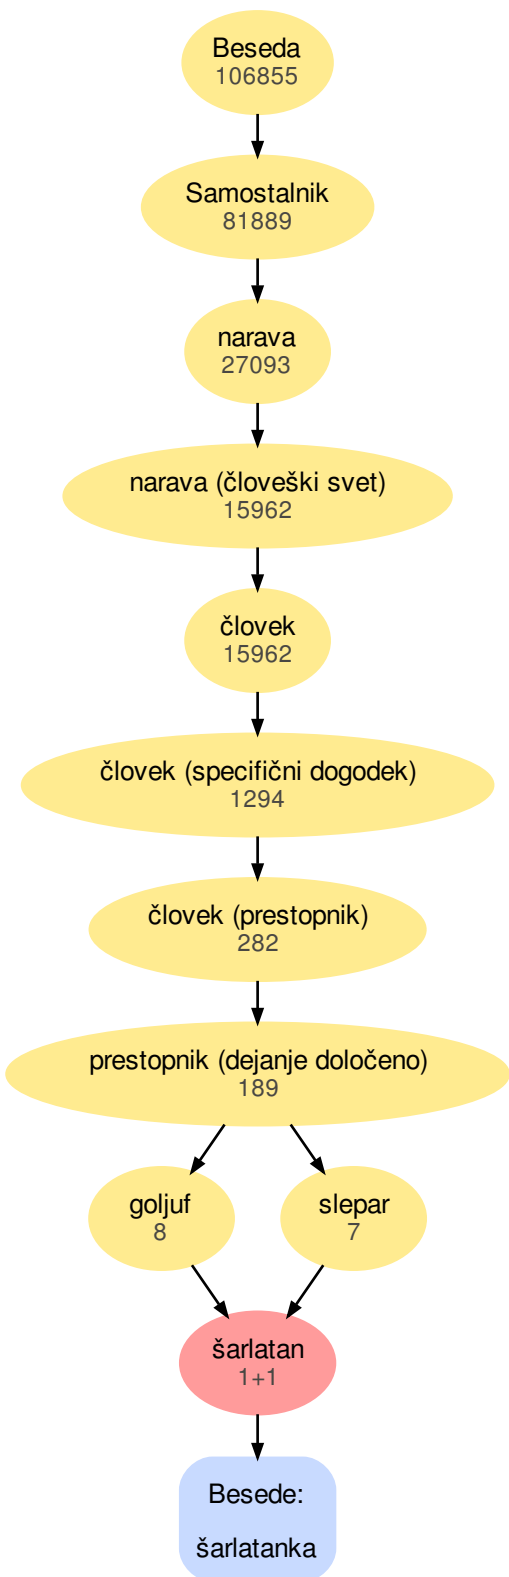 Beseda
106855
Samostalnik
81889
narava
27093
narava (človeški svet)
15962
človek
15962
človek (specifični dogodek)
1294
človek (prestopnik)
282
prestopnik (dejanje določeno)
189
goljuf
8
slepar
7
šarlatan
1+1
Besede:
šarlatanka